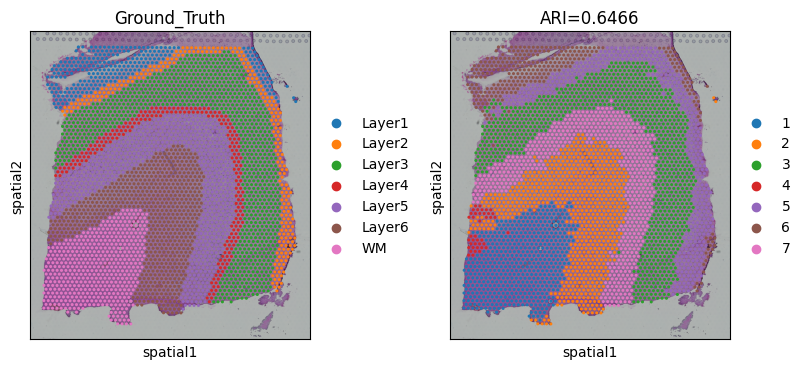 Ground_Truth
spatial2
spatial1
Layer1
Layer2
Layer3
Layer4
Layer5
Layer6
WM
ARI=0.6466
spatial2
spatial1
1
2
3
4
5
6
7